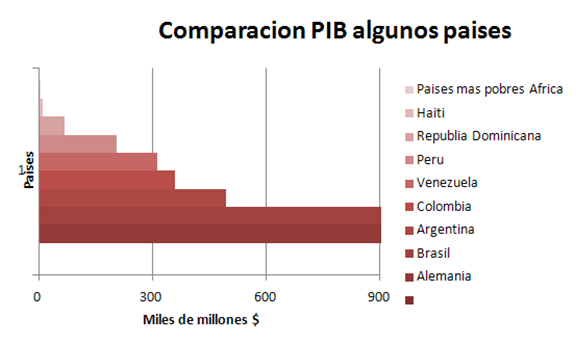 Comparacion PIB algunos paises
Paises
1
Paises mas pobres Africa
Haiti
Republia Dominicana
Peru
Venezuela
Colombia
Argentina
Brasil
Alemania
0 300 600 900
Miles de millones $